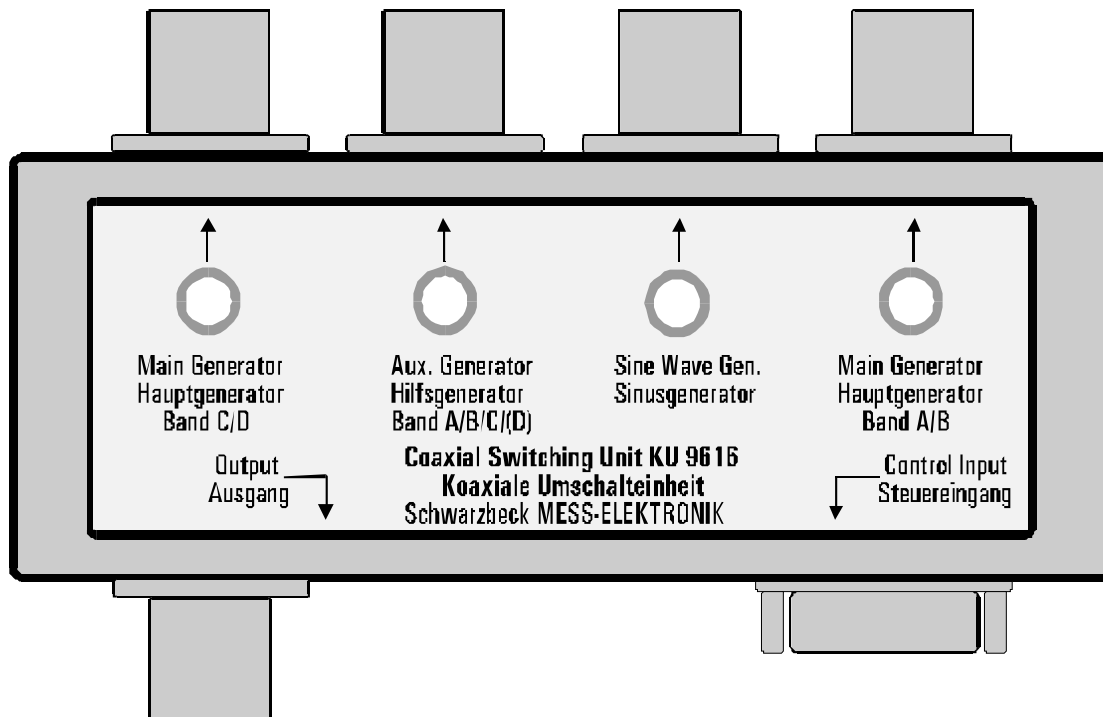 Main Generator
Hauptgenerator
Band C/D
Aux. Generator
Hilfsgenerator
Band A/B/C/(D)
Sine Wave Gen.
Sinusgenerator
Main Generator
Hauptgenerator
Band A/B
Output
Ausgang
Coaxial Switching Unit KU 9616
Koaxiale Umschalteinheit
Schwarzbeck MESS-ELEKTRONIK
Control Input
Steuereingang